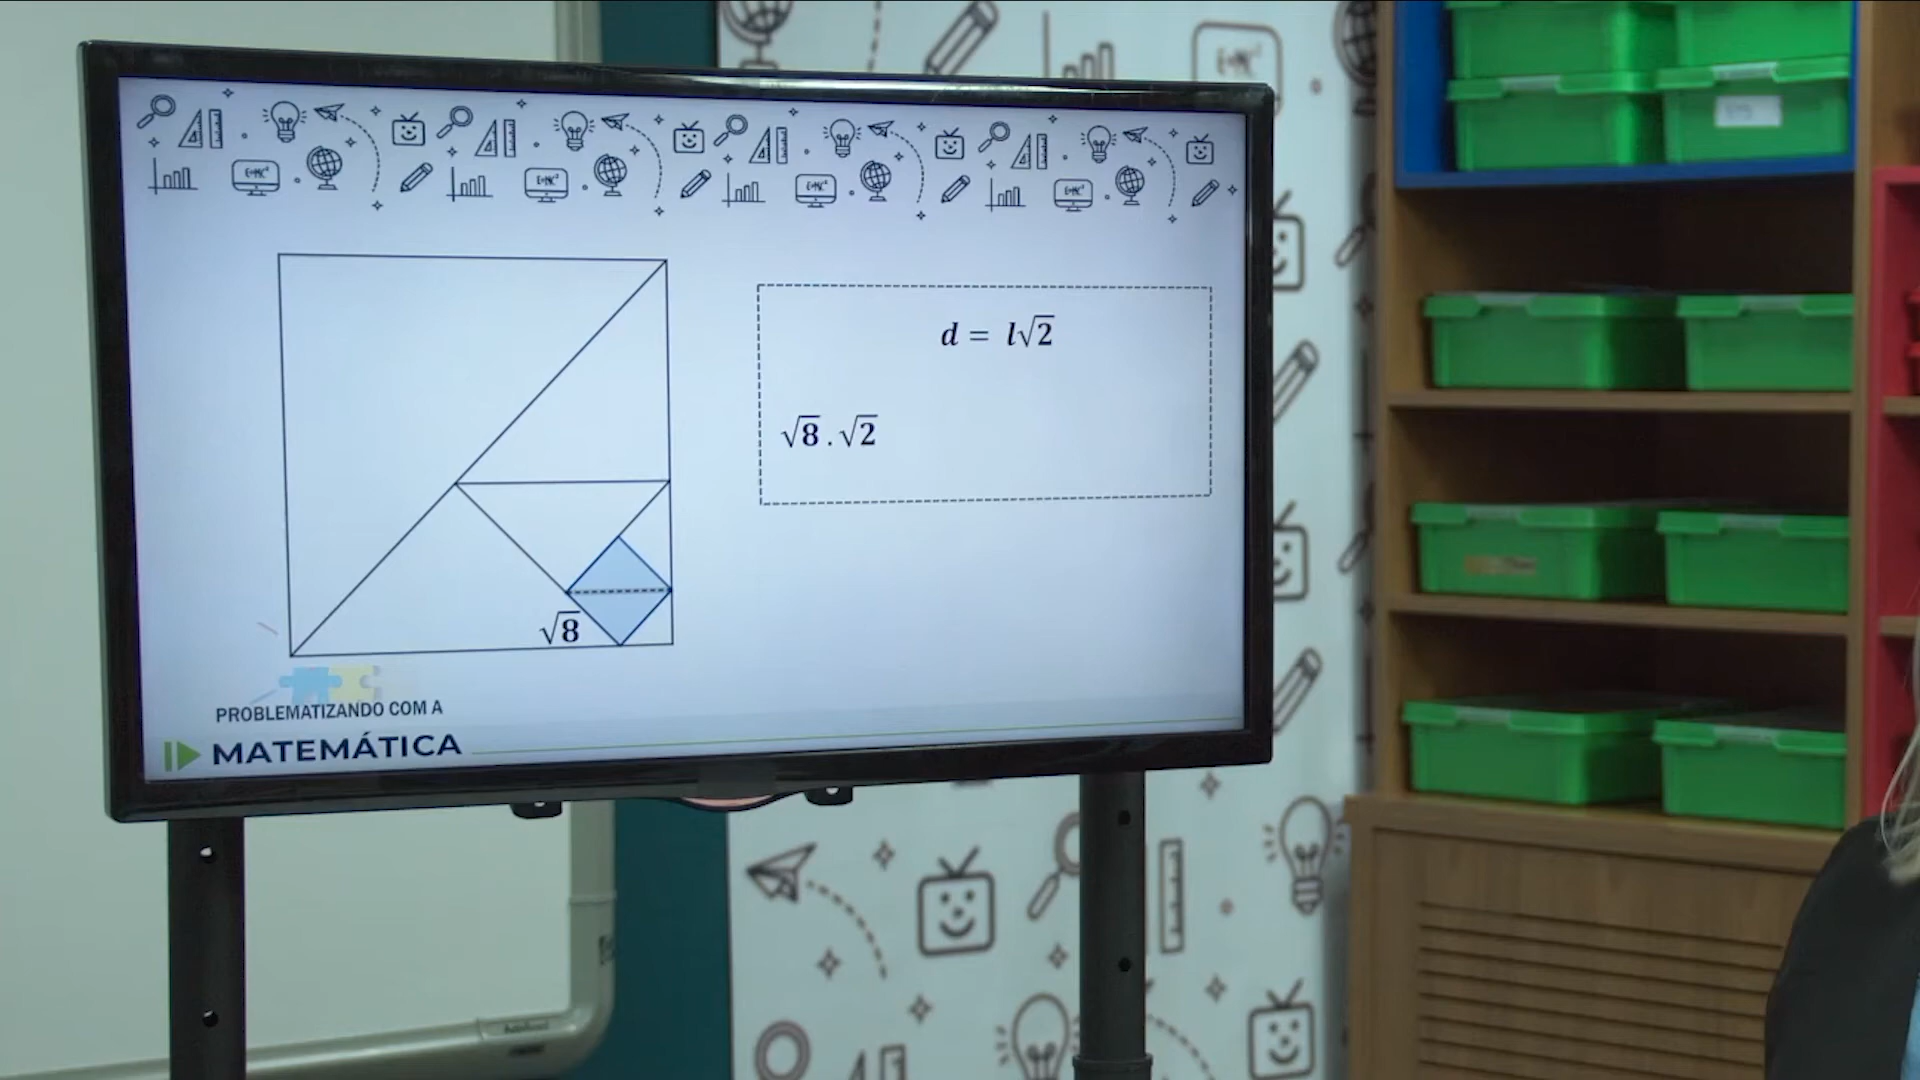 d = l√2
√8 . √2
√8
PROBLEMATIZANDO COM A
MATEMÁTICA